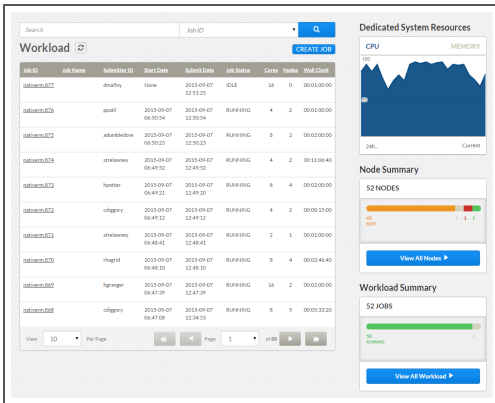 Search
Job ID
Workload
CREATE JOB
Job ID Job Name Submitter ID Start Date Submit Date Job Status Cores Nodes Wall Clock
nativerm.877 dmalfoy None 2015-09-07 12:51:25 IDLE 16 0 00:01:00:00
nativerm.876 ppatil 2015-09-07 06:50:54 2015-09-07 12:50:54 RUNNING 4 2 00:01:00:00
nativerm.875 adumbledore 2015-09-07 06:50:23 2015-09-07 12:50:23 RUNNING 8 2 00:02:00:00
nativerm.874 strelawney 2015-09-07 06:49:52 2015-09-07 12:49:52 RUNNING 4 2 00:11:06:40
nativerm.873 hpotter 2015-09-07 06:49:21 2015-09-07 12:49:20 RUNNING 8 4 00:02:00:00
nativerm.872 cdiggory 2015-09-07 06:49:12 2015-09-07 12:49:12 RUNNING 4 2 00:00:15:00
nativerm.871 strelawney 2015-09-07 06:48:41 2015-09-07 12:48:41 RUNNING 2 1 00:01:00:00
nativerm.870 rhagrid 2015-09-07 06:48:10 2015-09-07 12:48:10 RUNNING 8 4 00:02:46:40
nativerm.869 hgranger 2015-09-07 06:47:39 2015-09-07 12:47:39 RUNNING 16 2 00:02:00:00
nativerm.868 cdiggory 2015-09-07 06:47:08 2015-09-07 12:34:53 RUNNING 8 5 00:05:33:20
View 10 Per Page Page 1 of 88
Dedicated System Resources
CPU MEMORY
100
50
24h.
Current
Node Summary
52 NODES
49
1 1
BUSY
View All Nodes
Workload Summary
52 JOBS
50
RUNNING
View All Workload